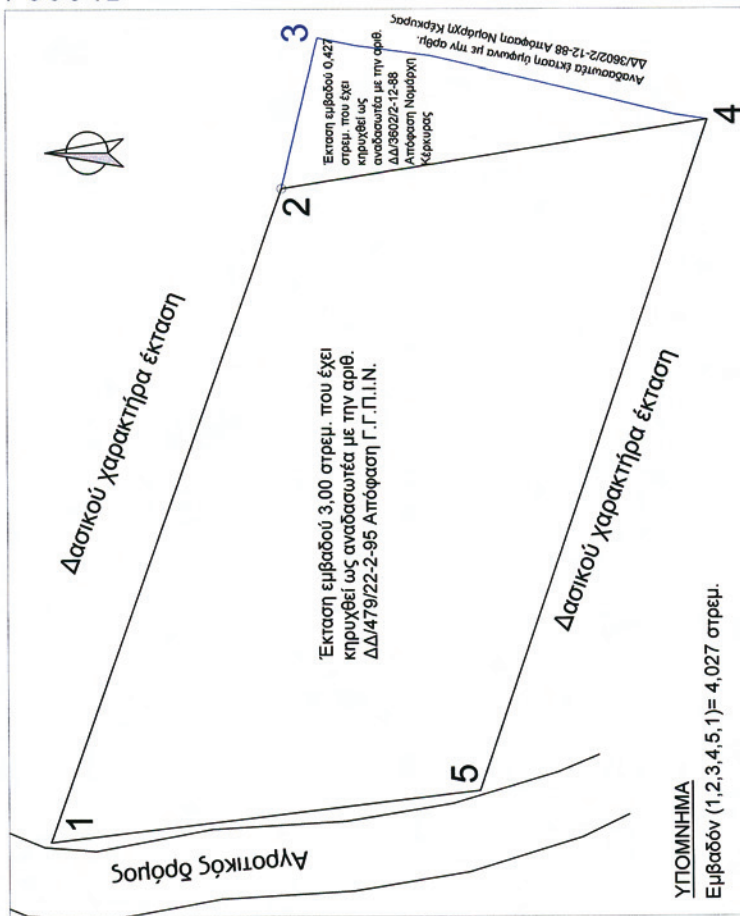 3
Αναδασωτέα έκταση ύμφωνα με την αρθμ.
ΔΔ/3602/2-12-88 Απόφαση Νομάρχη Κέρκυρας
Έκταση εμβαδού 0,427
στρεμ. που έχει
κηρυχθεί ως
αναδασωτέα με την αριθ.
ΔΔ/3602/2-12-88
Απόφαση Νομάρχη
Κέρκυρας
2
4
Δασικού χαρακτήρα έκταση
Έκταση εμβαδού 3,00 στρεμ. που έχει
κηρυχθεί ως αναδασωτέα με την αριθ.
ΔΔ/479/22-2-95 Απόφαση Γ.Γ.Π.Ι.Ν.
Δασικού χαρακτήρα έκταση
1
5
Αγροτικός δρόμος
ΥΠΟΜΝΗΜΑ
Εμβαδόν (1,2,3,4,5,1)= 4,027 στρεμ.